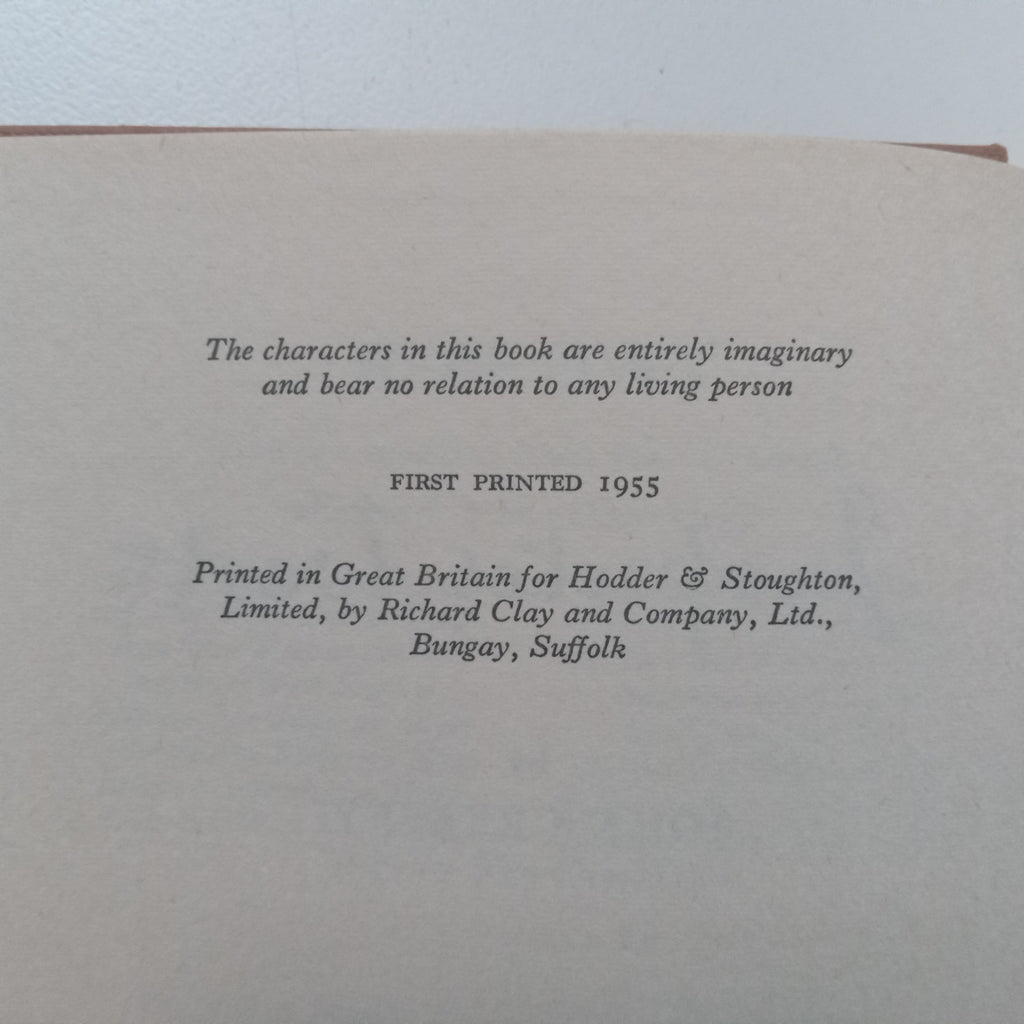 The characters in this book are entirely imaginary
and bear no relation to any living person
FIRST PRINTED 1955
Printed in Great Britain for Hodder & Stoughton,
Limited, by Richard Clay and Company, Ltd.,
Bungay, Suffolk